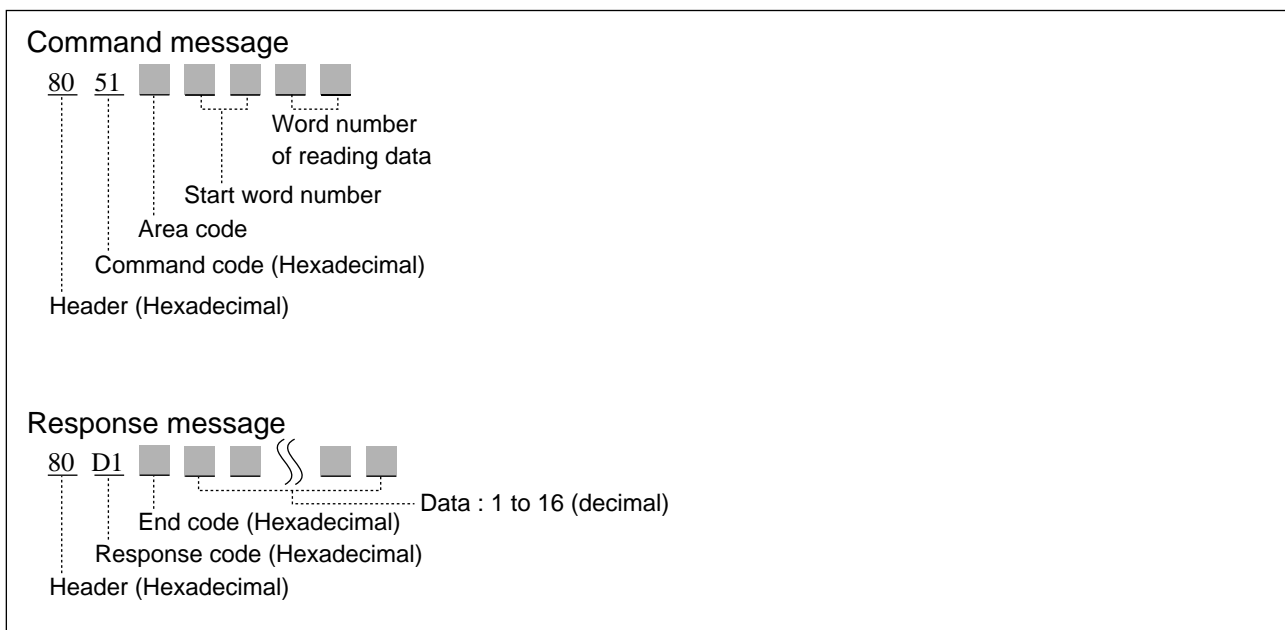 Command message
80 51
Word number
of reading data
Start word number
Area code
Command code (Hexadecimal)
Header (Hexadecimal)
Response message
80 D1
Data : 1 to 16 (decimal)
End code (Hexadecimal)
Response code (Hexadecimal)
Header (Hexadecimal)